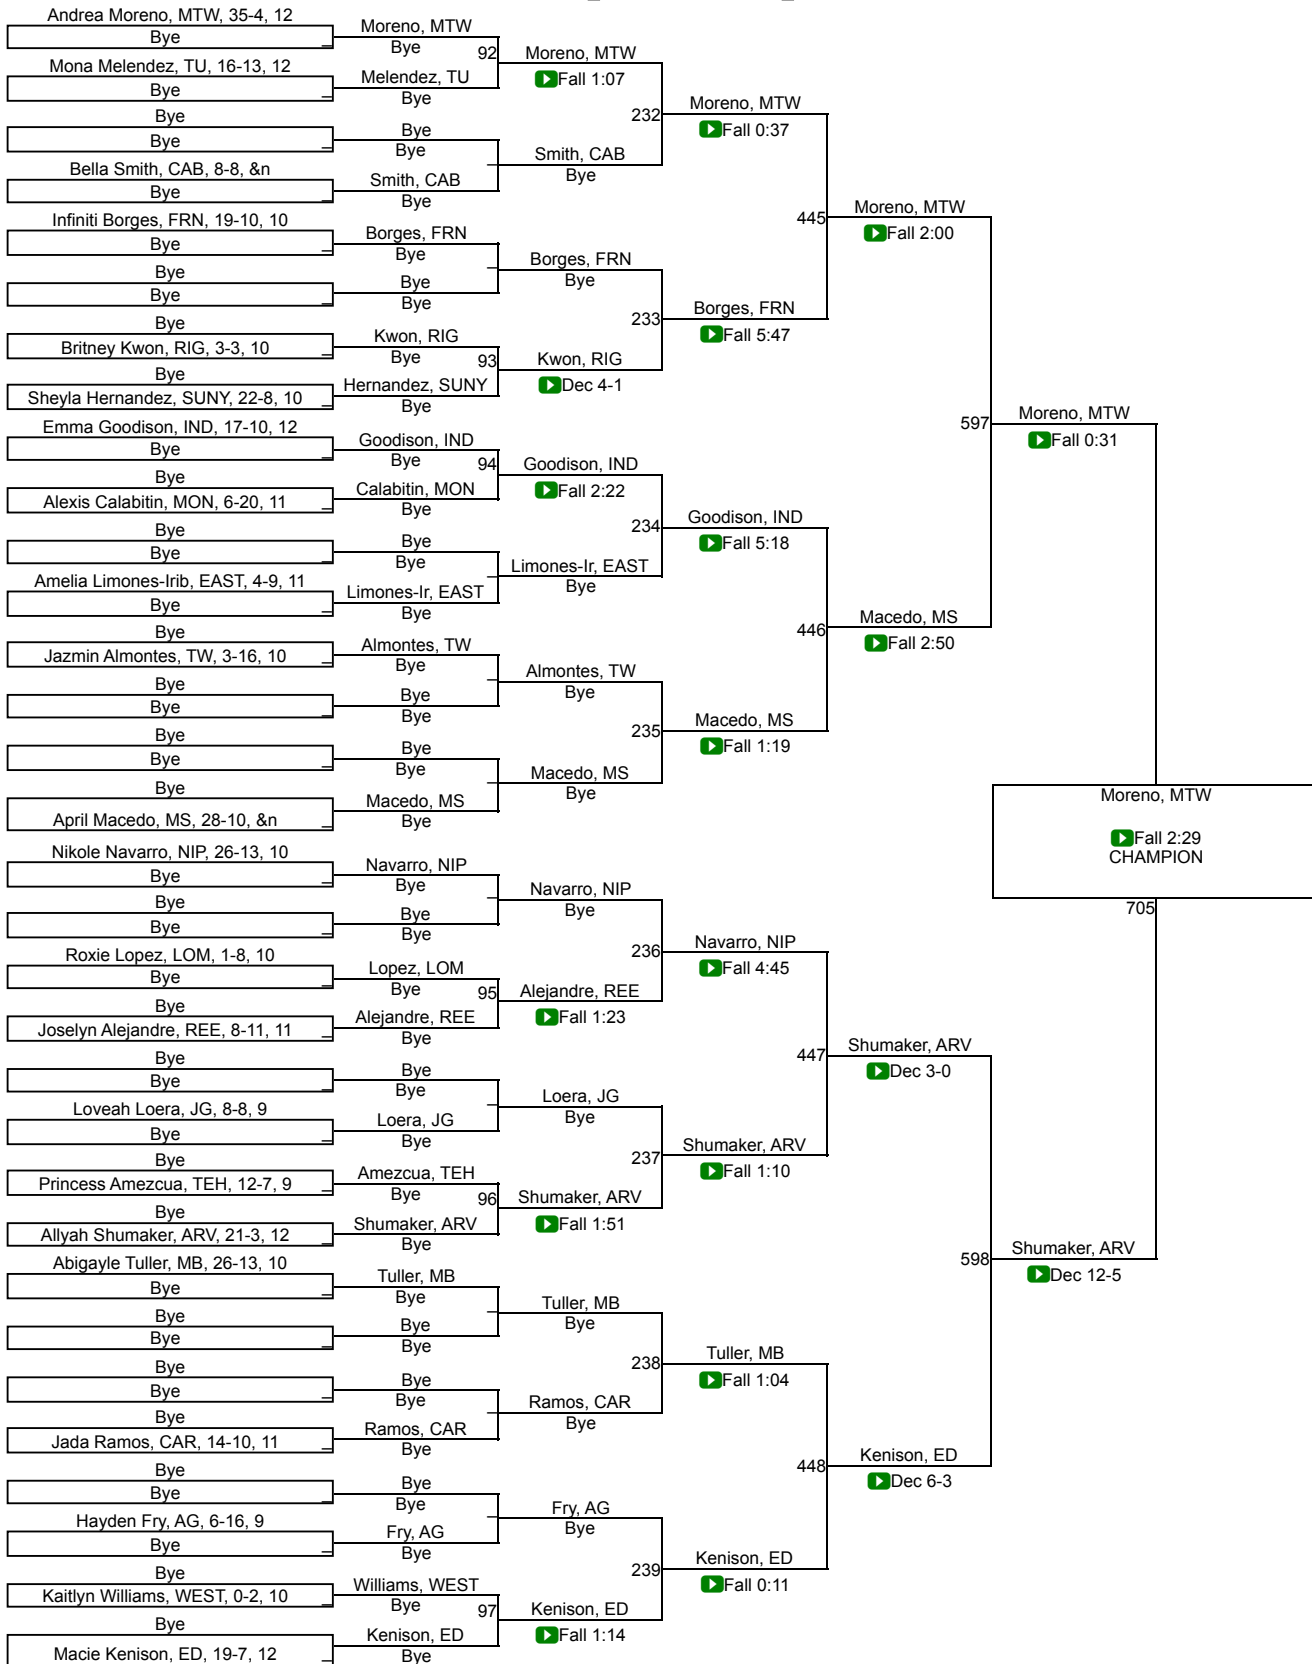 Andrea Moreno, MTW, 35-4, 12
Bye
Mona Melendez, TU, 16-13, 12
Bye
Bye
Bye
Bella Smith, CAB, 8-8, &n
Bye
Infiniti Borges, FRN, 19-10, 10
Bye
Bye
Bye
Bye
Britney Kwon, RIG, 3-3, 10
Bye
Sheyla Hernandez, SUNY, 22-8, 10
Emma Goodison, IND, 17-10, 12
Bye
Bye
Alexis Calabitin, MON, 6-20, 11
Bye
Bye
Amelia Limones-Irib, EAST, 4-9, 11
Bye
Bye
Jazmin Almontes, TW, 3-16, 10
Bye
Bye
Bye
Bye
Bye
April Macedo, MS, 28-10, &n
Nikole Navarro, NIP, 26-13, 10
Bye
Bye
Bye
Roxie Lopez, LOM, 1-8, 10
Bye
Bye
Joselyn Alejandre, REE, 8-11, 11
Bye
Bye
Loveah Loera, JG, 8-8, 9
Bye
Bye
Princess Amezcua, TEH, 12-7, 9
Bye
Allyah Shumaker, ARV, 21-3, 12
Abigayle Tuller, MB, 26-13, 10
Bye
Bye
Bye
Bye
Bye
Bye
Jada Ramos, CAR, 14-10, 11
Bye
Bye
Hayden Fry, AG, 6-16, 9
Bye
Bye
Kaitlyn Williams, WEST, 0-2, 10
Bye
Macie Kenison, ED, 19-7, 12
Moreno, MTW
Bye
92
Melendez, TU
Bye
Bye
Bye
Smith, CAB
Bye
Borges, FRN
Bye
Bye
Bye
Kwon, RIG
Bye
93
Hernandez, SUNY
Bye
Goodison, IND
Bye
94
Calabitin, MON
Bye
Bye
Bye
Limones-Ir, EAST
Bye
Almontes, TW
Bye
Bye
Bye
Bye
Bye
Macedo, MS
Bye
Navarro, NIP
Bye
Bye
Bye
Lopez, LOM
Bye
95
Alejandre, REE
Bye
Bye
Bye
Loera, JG
Bye
Amezcua, TEH
Bye
96
Shumaker, ARV
Bye
Tuller, MB
Bye
Bye
Bye
Bye
Bye
Ramos, CAR
Bye
Bye
Bye
Fry, AG
Bye
Williams, WEST
Bye
97
Kenison, ED
Bye
Moreno, MTW
Fall 1:07
232
Smith, CAB
Bye
Borges, FRN
Bye
233
Kwon, RIG
Dec 4-1
Goodison, IND
Fall 2:22
234
Limones-Ir, EAST
Bye
Almontes, TW
Bye
235
Macedo, MS
Bye
Navarro, NIP
Bye
236
Alejandre, REE
Fall 1:23
Loera, JG
Bye
237
Shumaker, ARV
Fall 1:51
Tuller, MB
Bye
238
Ramos, CAR
Bye
Fry, AG
Bye
239
Kenison, ED
Fall 1:14
Moreno, MTW
Fall 0:37
445
Borges, FRN
Fall 5:47
Goodison, IND
Fall 5:18
446
Macedo, MS
Fall 1:19
Navarro, NIP
Fall 4:45
447
Shumaker, ARV
Fall 1:10
Tuller, MB
Fall 1:04
448
Kenison, ED
Fall 0:11
Moreno, MTW
Fall 2:00
597
Macedo, MS
Fall 2:50
Shumaker, ARV
Dec 3-0
598
Kenison, ED
Dec 6-3
Moreno, MTW
Fall 0:31
Shumaker, ARV
Dec 12-5
Moreno, MTW
Fall 2:29
CHAMPION
705